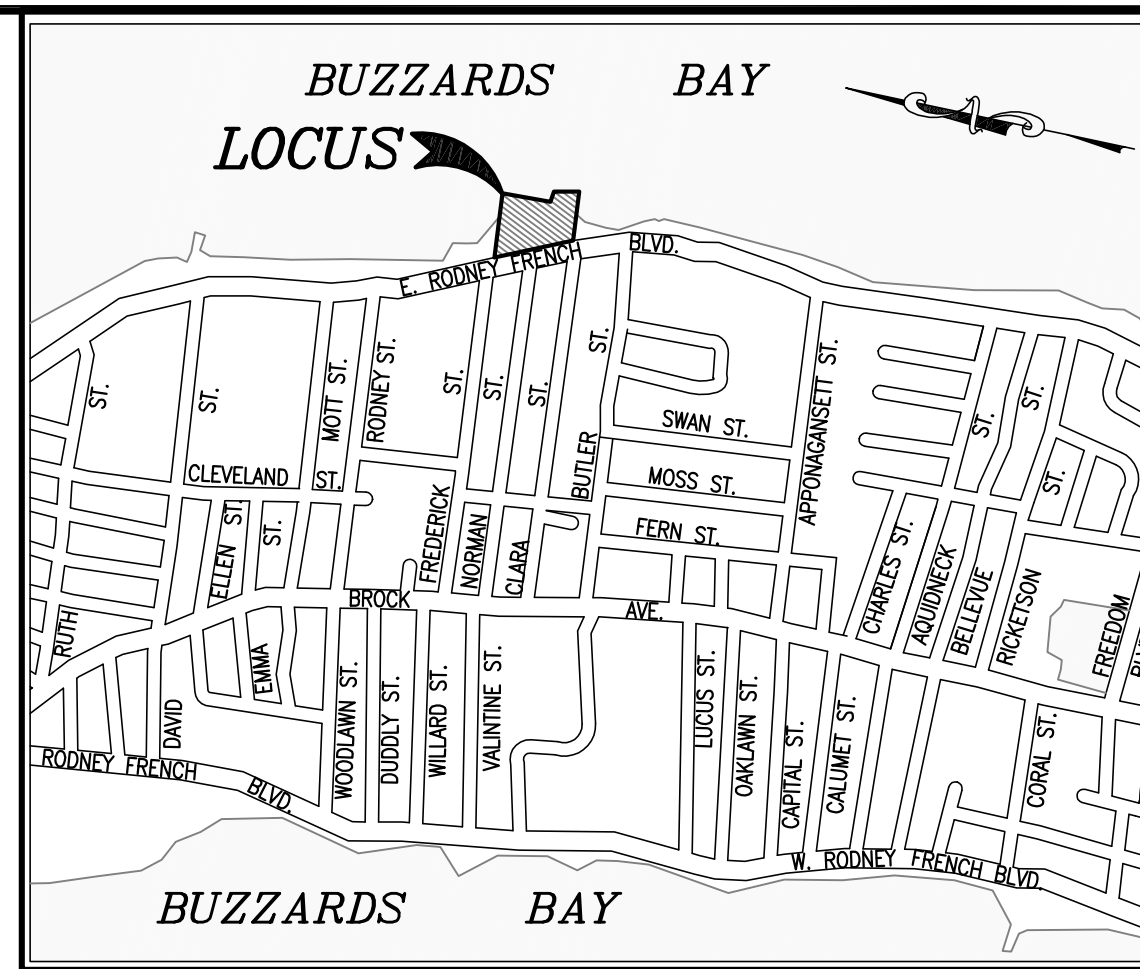 BUZZARDS BAY
LOCUS
E. RODNEY FRENCH BLVD.
ST.
ST.
MOTT ST.
RODNEY ST.
ST.
ST.
ST.
ST.
SWAN ST.
APPONAGANSETT ST.
ST.
ST.
ST.
CLEVELAND ST.
BUTLER
MOSS ST.
FERN ST.
ELLEN ST.
ST.
FREDERICK
NORMAN
CLARA
CHARLES ST.
AQUIDNECK
BELLEVUE
RICKETSON
FREEDOM
BROCK AVE.
RUTH
EMMA
DAVID
WOODLAWN ST.
DUDDLY ST.
WILLARD ST.
VALINTINE ST.
LUCUS ST.
OAKLAWN ST.
CAPITAL ST.
CALUMET ST.
CORAL ST.
RODNEY FRENCH BLVD.
W. RODNEY FRENCH BLVD.
BUZZARDS BAY